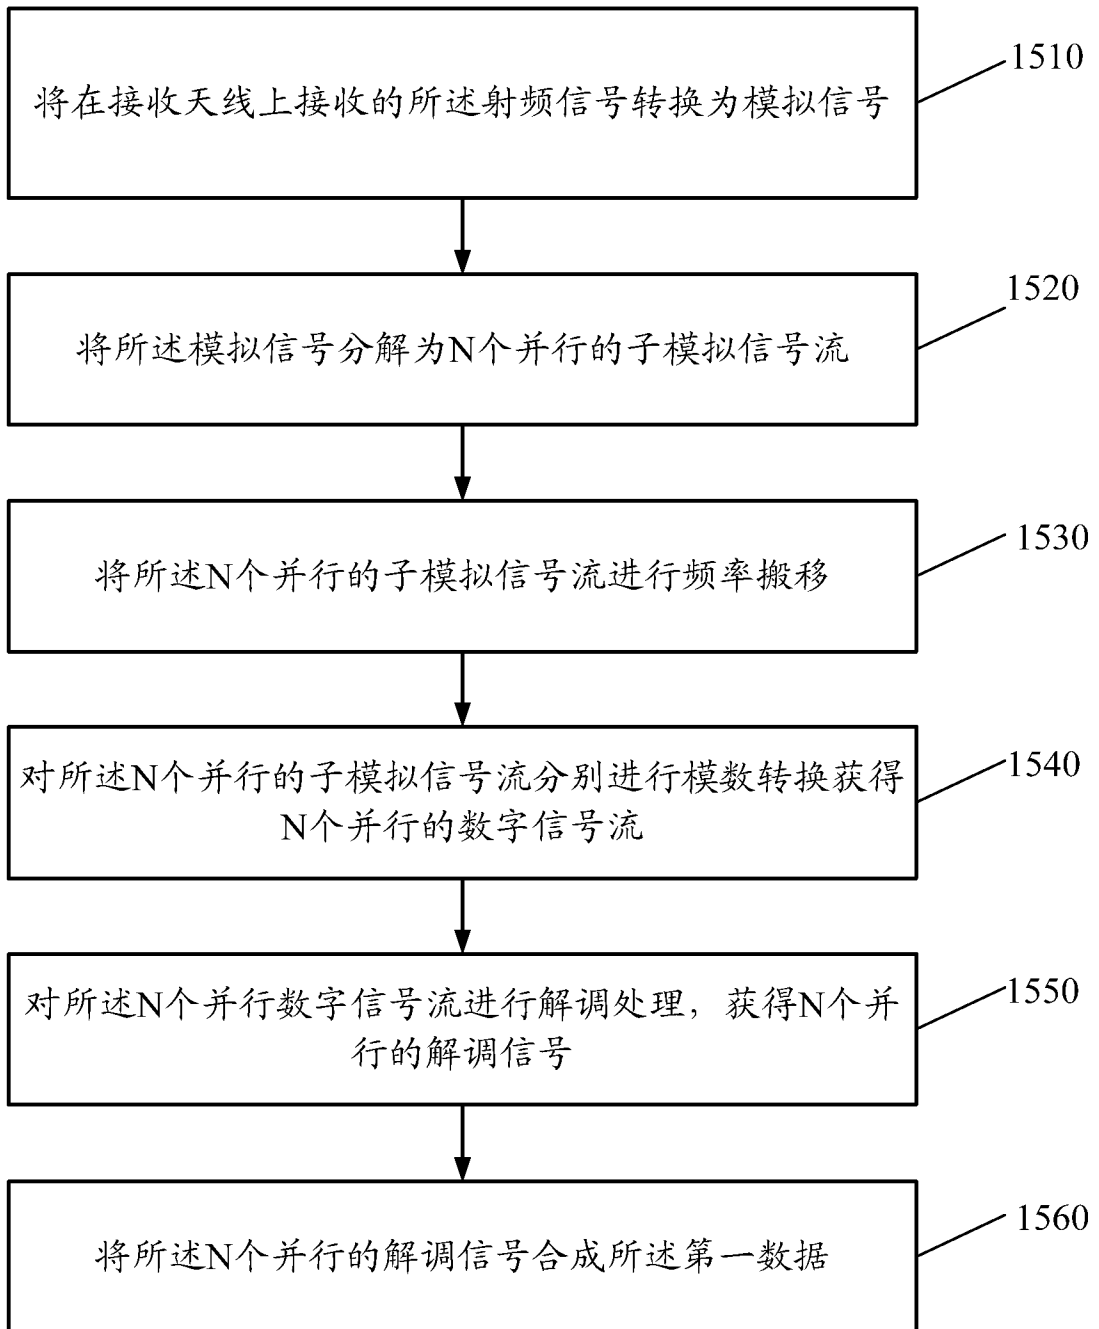 将在接收天线上接收的所述射频信号转换为模拟信号
1510
将所述模拟信号分解为N个并行的子模拟信号流
1520
将所述N个并行的子模拟信号流进行频率搬移
1530
对所述N个并行的子模拟信号流分别进行模数转换获得
N个并行的数字信号流
1540
对所述N个并行数字信号流进行解调处理，获得N个并
行的解调信号
1550
将所述N个并行的解调信号合成所述第一数据
1560